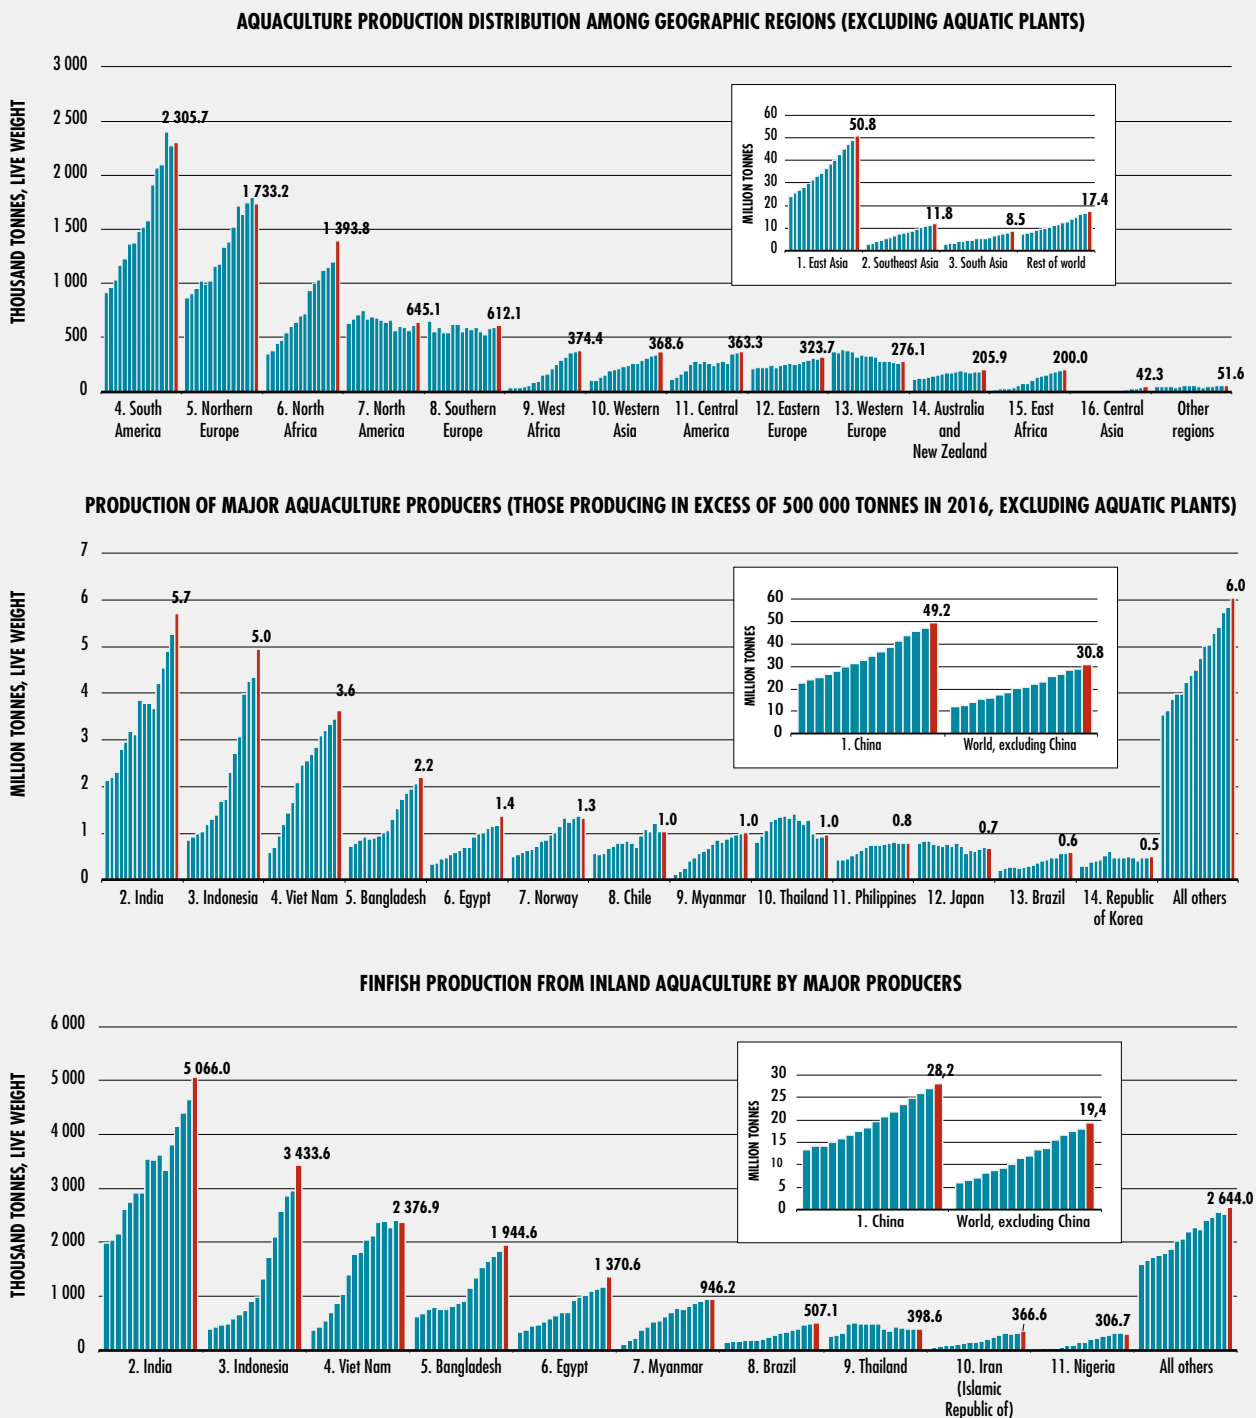 AQUACULTURE PRODUCTION DISTRIBUTION AMONG GEOGRAPHIC REGIONS (EXCLUDING AQUATIC PLANTS)
THOUSAND TONNES, LIVE WEIGHT
3 000
2 500
2 000
1 500
1 000
500
0
2 305.7
1 733.2
1 393.8
645.1
612.1
374.4
368.6
363.3
323.7
276.1
205.9
200.0
42.3
51.6
4. South
America
5. Northern
Europe
6. North
Africa
7. North
America
8. Southern
Europe
9. West
Africa
10. Western
Asia
11. Central
America
12. Eastern
Europe
13. Western
Europe
14. Australia
and
New Zealand
15. East
Africa
16. Central
Asia
Other
regions
MILLION TONNES
60
50
40
30
20
10
0
50.8
11.8
8.5
17.4
1. East Asia
2. Southeast Asia
3. South Asia
Rest of world
PRODUCTION OF MAJOR AQUACULTURE PRODUCERS (THOSE PRODUCING IN EXCESS OF 500 000 TONNES IN 2016, EXCLUDING AQUATIC PLANTS)
MILLION TONNES, LIVE WEIGHT
7
6
5
4
3
2
1
0
5.7
5.0
3.6
2.2
1.4
1.3
1.0
1.0
1.0
0.8
0.7
0.6
0.5
6.0
2. India
3. Indonesia
4. Viet Nam
5. Bangladesh
6. Egypt
7. Norway
8. Chile
9. Myanmar
10. Thailand
11. Philippines
12. Japan
13. Brazil
14. Republic
of Korea
All others
MILLION TONNES
60
50
40
30
20
10
0
49.2
30.8
1. China
World, excluding China
FINFISH PRODUCTION FROM INLAND AQUACULTURE BY MAJOR PRODUCERS
THOUSAND TONNES, LIVE WEIGHT
6 000
5 000
4 000
3 000
2 000
1 000
0
5 066.0
3 433.6
2 376.9
1 944.6
1 370.6
946.2
507.1
398.6
366.6
306.7
2 644.0
2. India
3. Indonesia
4. Viet Nam
5. Bangladesh
6. Egypt
7. Myanmar
8. Brazil
9. Thailand
10. Iran
(Islamic
Republic of)
11. Nigeria
All others
MILLION TONNES
30
25
20
15
10
5
0
28,2
19,4
1. China
World, excluding China